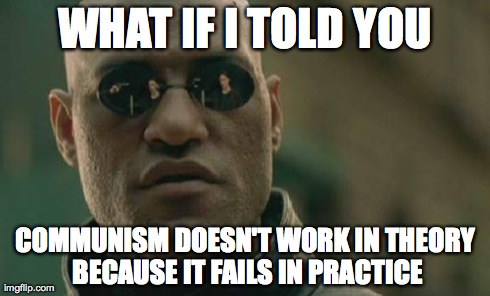 WHAT IF I TOLD YOU
COMMUNISM DOESN'T WORK IN THEORY
BECAUSE IT FAILS IN PRACTICE
imgflip.com